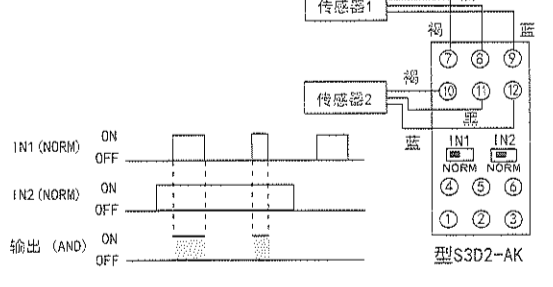 传感器1
褐
蓝
⑦ ⑧ ⑨
褐
传感器2
⑩ ⑪ ⑫
黑
蓝
IN1 IN2
NORM NORM
④ ⑤ ⑥
① ② ③
型S3D2-AK
IN1 (NORM) ON
OFF
IN2 (NORM) ON
OFF
输出 (AND) ON
OFF